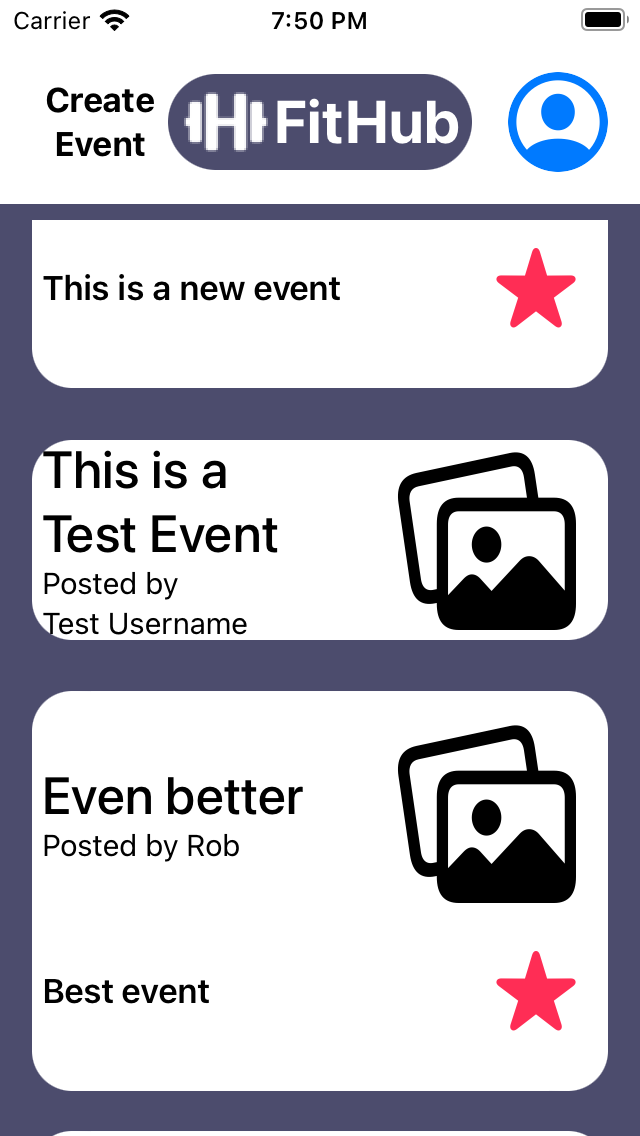 Carrier 7:50 PM
Create
Event
FitHub
This is a new event
This is a
Test Event
Posted by
Test Username
Even better
Posted by Rob
Best event